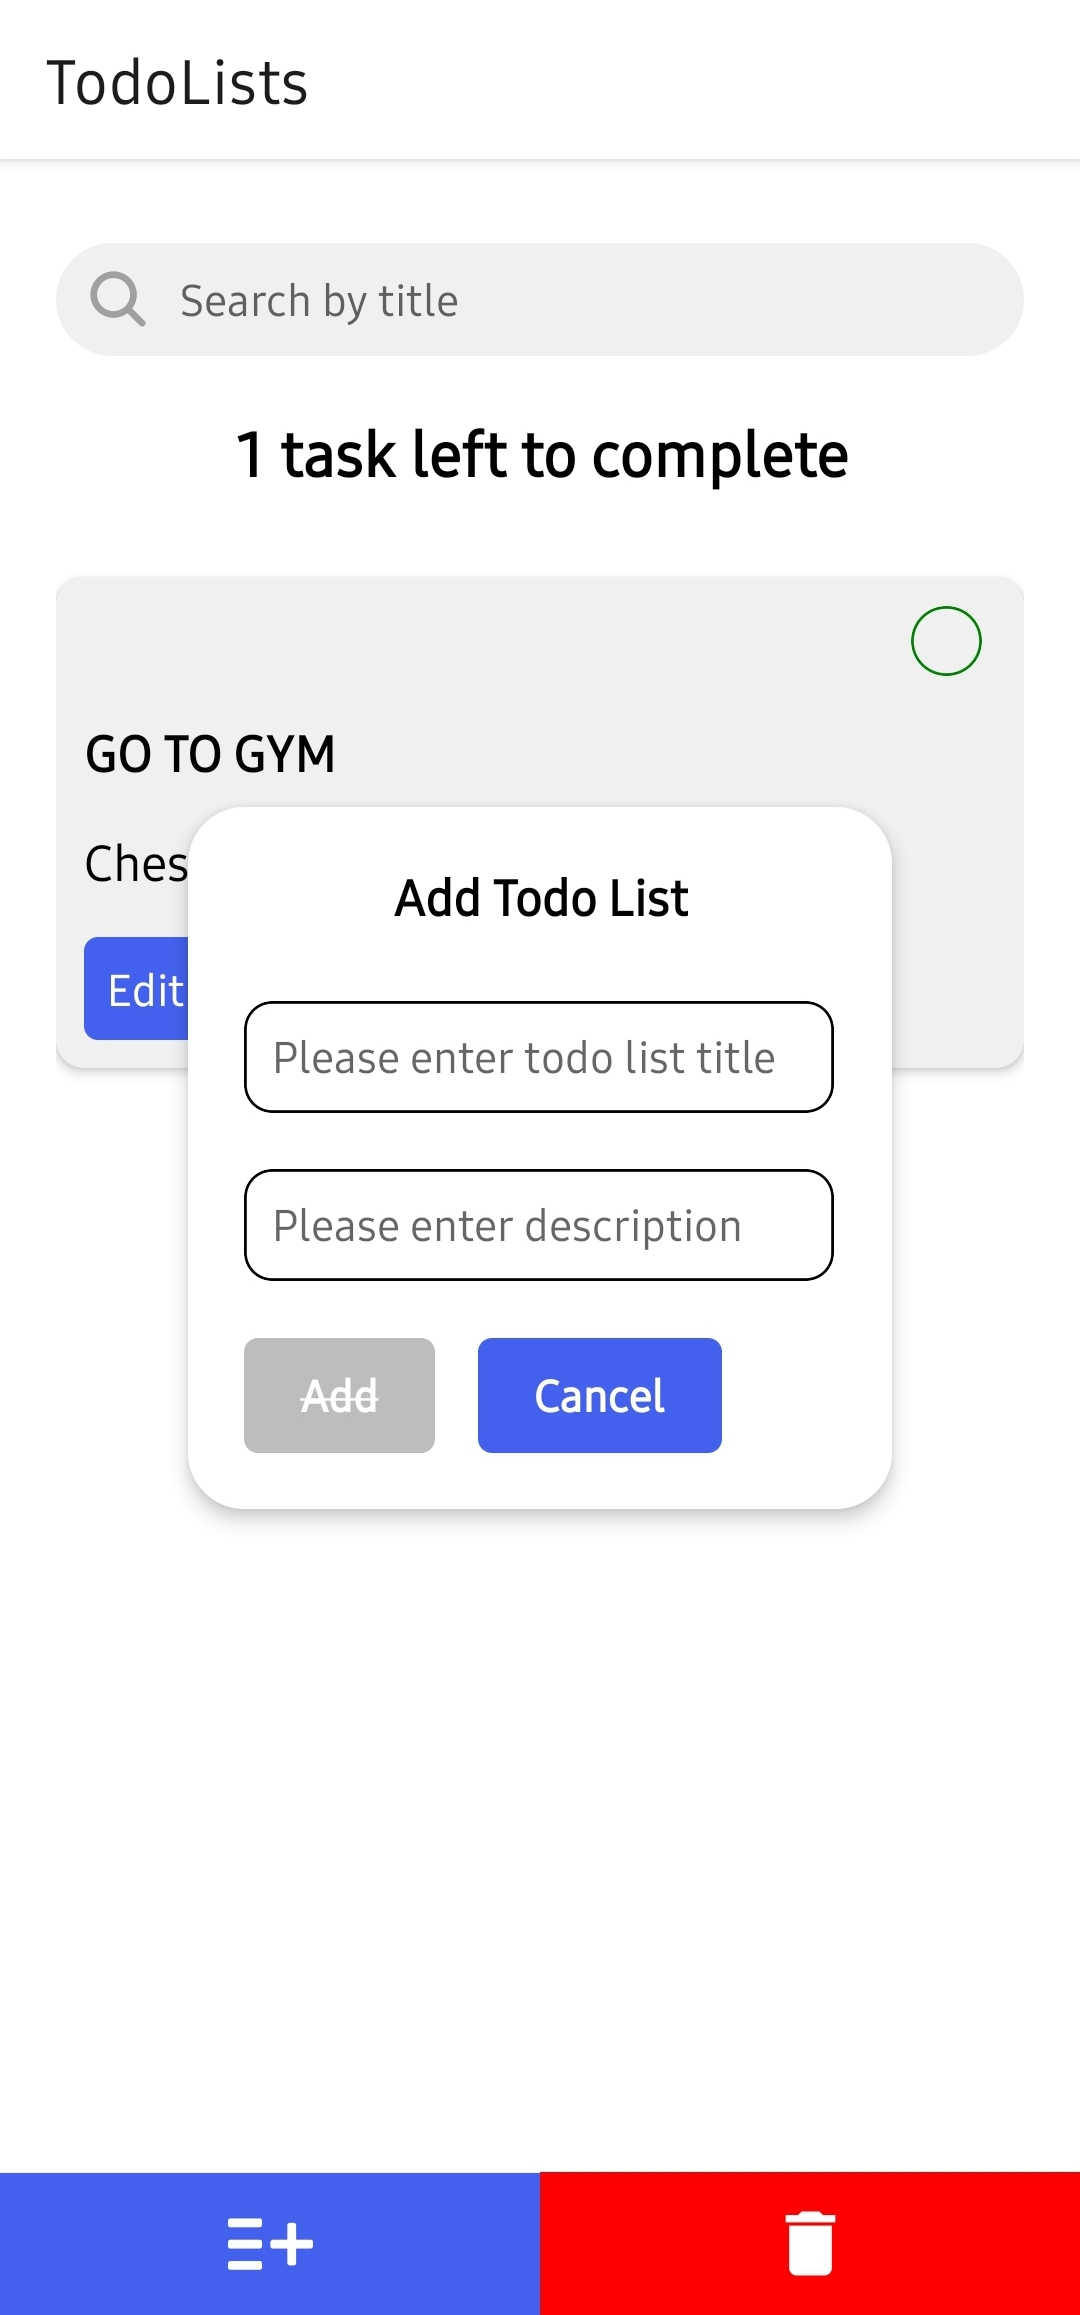 TodoLists
Search by title
1 task left to complete
GO TO GYM
Ches
Edit
Add Todo List
Please enter todo list title
Please enter description
Add
Cancel